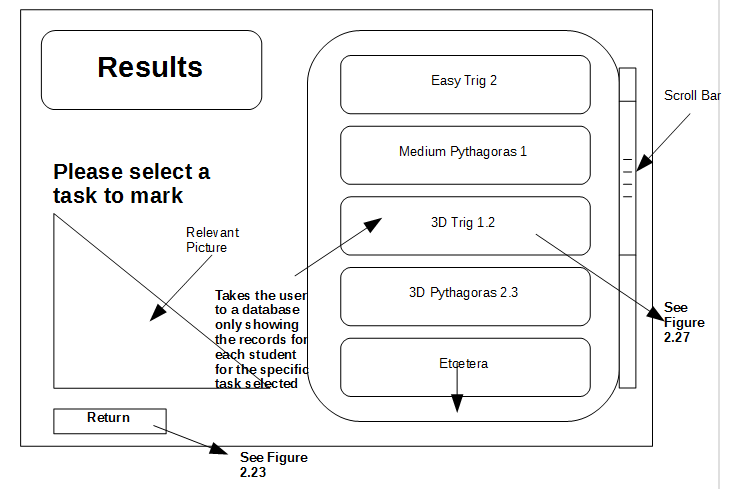 Results
Please select a
task to mark
Relevant
Picture
Takes the user
to a database
only showing
the records for
each student
for the specific
task selected
Return
See Figure
2.23
Easy Trig 2
Medium Pythagoras 1
3D Trig 1.2
3D Pythagoras 2.3
Etcetera
Scroll Bar
See
Figure
2.27